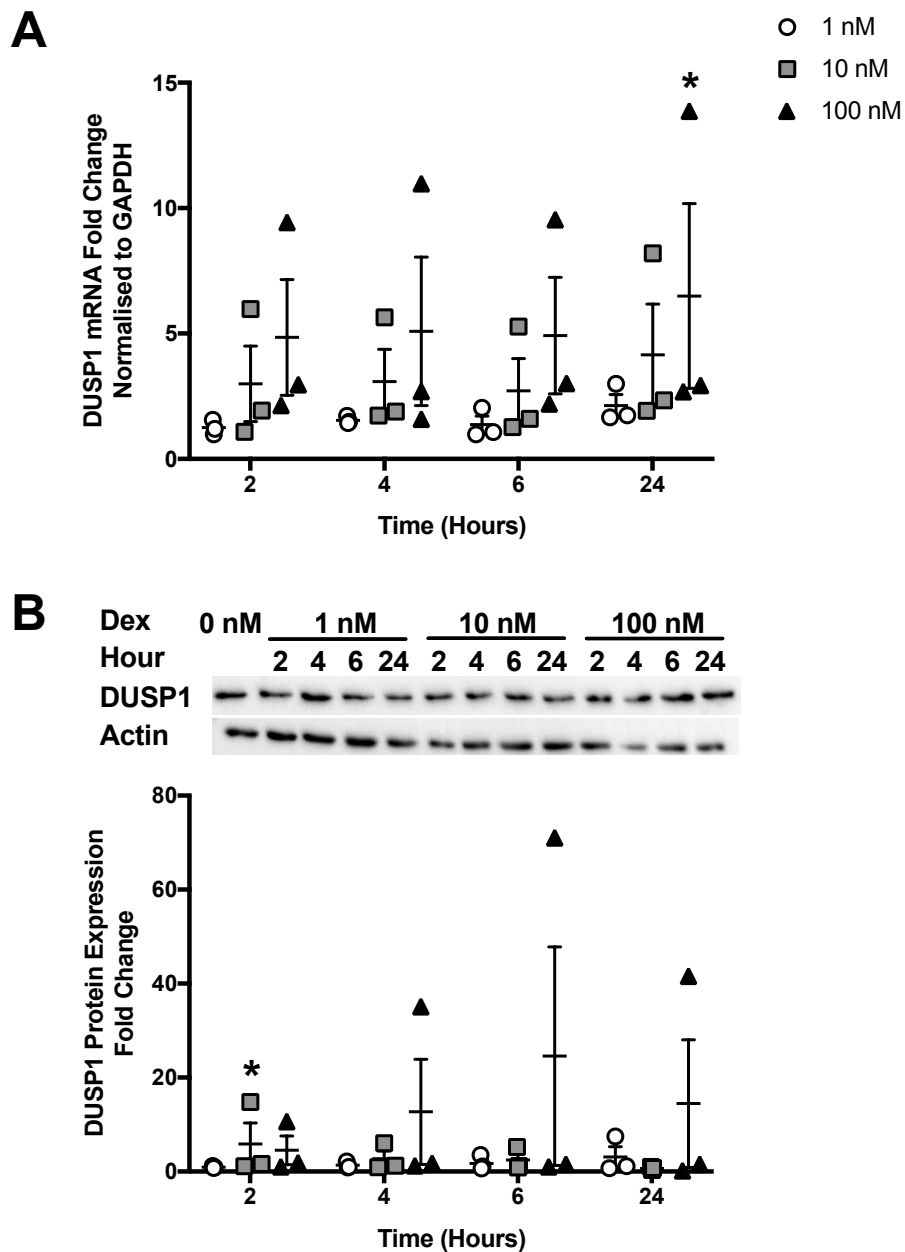 A
1 nM
10 nM
100 nM
*
15
10
5
0
DUSP1 mRNA Fold Change
Normalised to GAPDH
2 4 6 24
Time (Hours)
B
Dex 0 nM 1 nM 10 nM 100 nM
Hour 2 4 6 24 2 4 6 24 2 4 6 24
DUSP1
Actin
80
60
40
20
0
DUSP1 Protein Expression
Fold Change
*
2 4 6 24
Time (Hours)